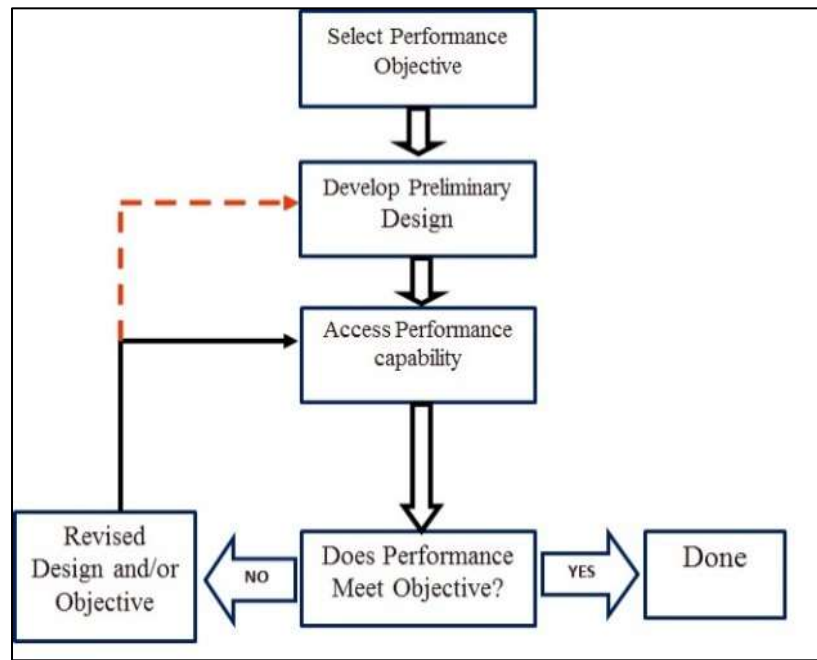 Select Performance
Objective
Develop Preliminary
Design
Access Performance
capability
Revised
Design and/or
Objective
NO
Does Performance
Meet Objective?
YES
Done